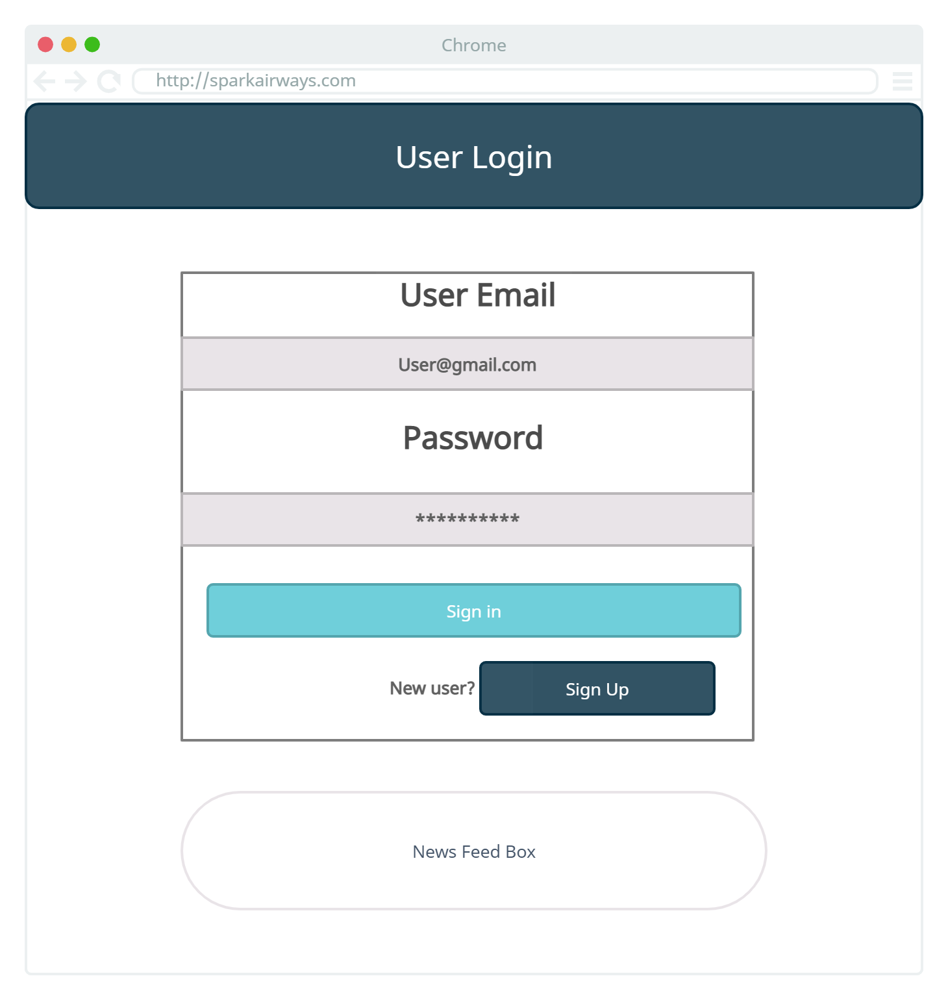 Chrome
http://sparkairways.com
User Login
User Email
User@gmail.com
Password
**********
Sign in
New user? Sign Up
News Feed Box